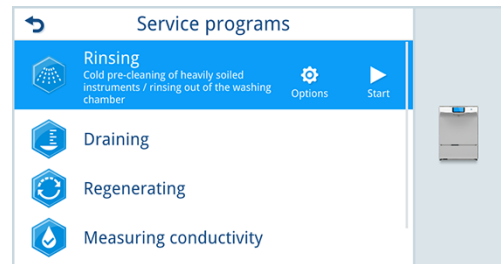 Service programs
Rinsing
Cold pre-cleaning of heavily soiled
instruments / rinsing out of the washing
chamber
Options
Start
Draining
Regenerating
Measuring conductivity